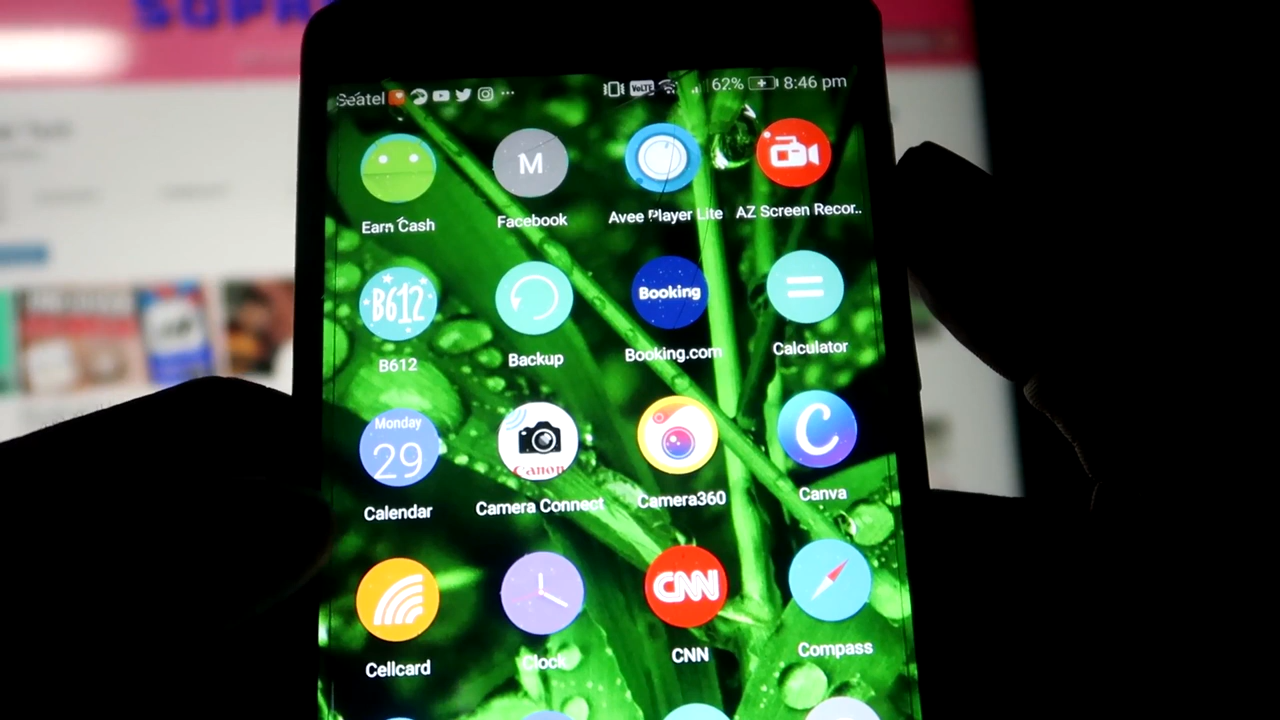 Seatel VoLTE 62% 8:46 pm
M
Earn Cash Facebook Avee Player Lite AZ Screen Recor..
B612 Booking
B612 Backup Booking.com Calculator
Monday
29 Canon C
Calendar Camera Connect Camera360 Canva
CNN
Cellcard Clock CNN Compass